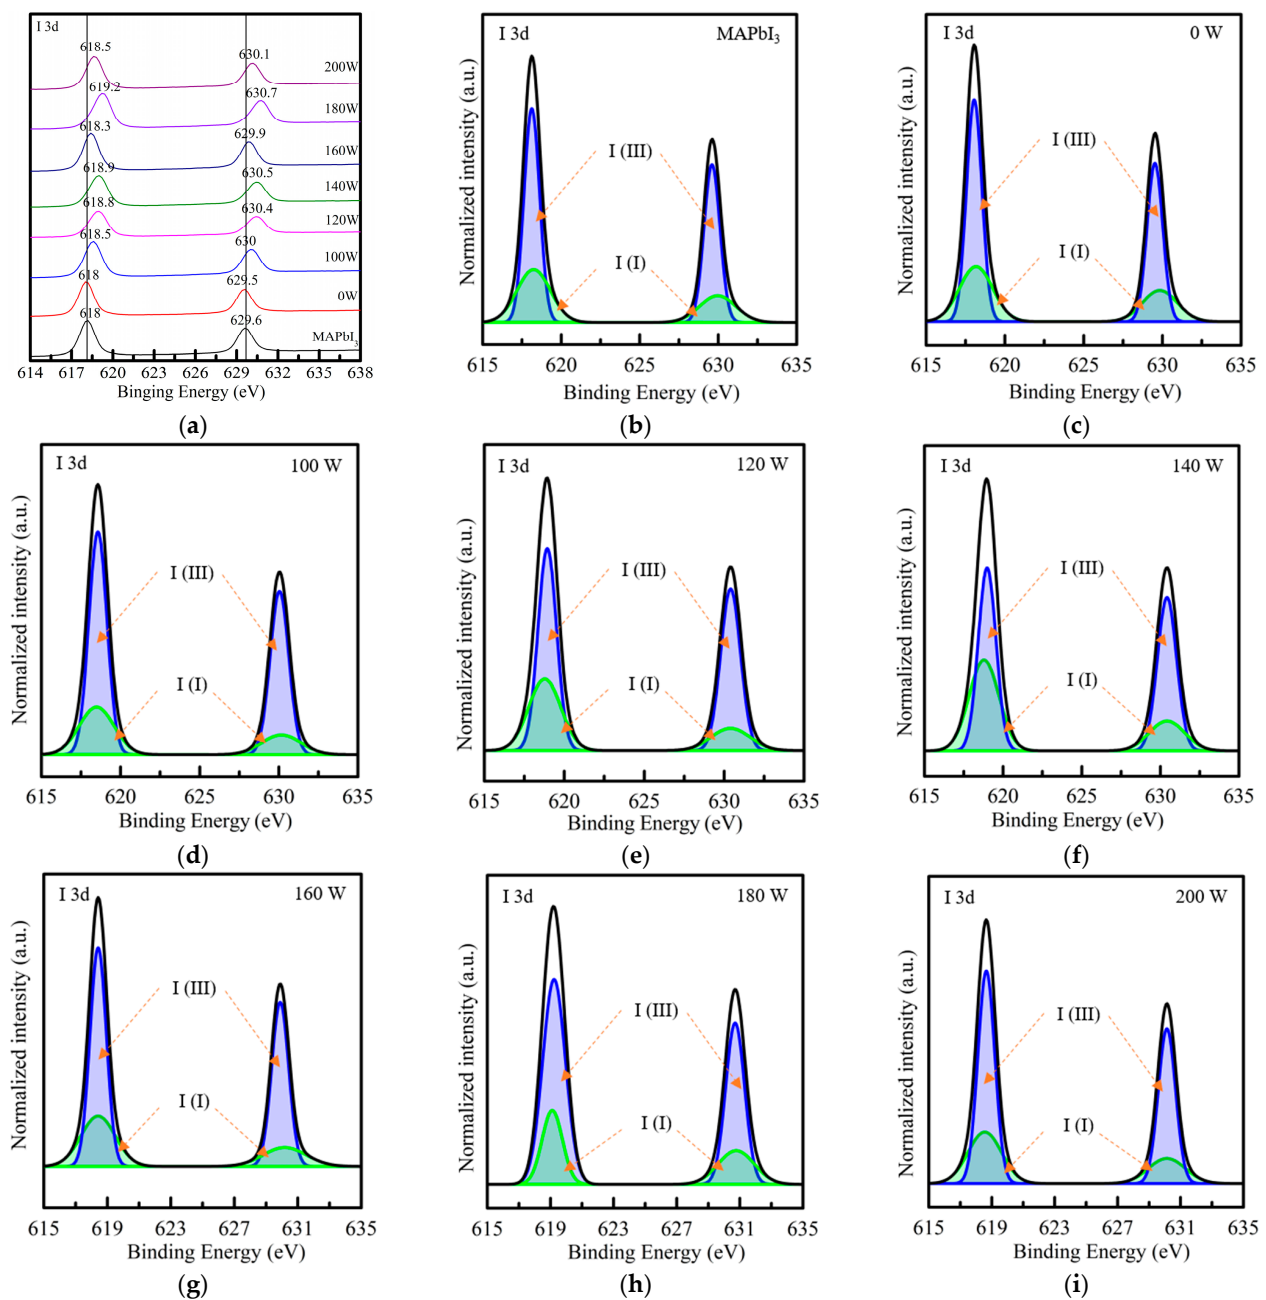 I 3d
618.5
630.1
200W
619.2
630.7
180W
618.3
629.9
160W
618.9
630.5
140W
618.8
630.4
120W
618.5
630
100W
618
629.5
0W
618
629.6
MAPbI3
614 617 620 623 626 629 632 635 638
Binging Energy (eV)
(a)
Normalized intensity (a.u.)
I 3d MAPbI3
I (III)
I (I)
615 620 625 630 635
Binding Energy (eV)
(b)
Normalized intensity (a.u.)
I 3d 0 W
I (III)
I (I)
615 620 625 630 635
Binding Energy (eV)
(c)
Normalized intensity (a.u.)
I 3d 100 W
I (III)
I (I)
615 620 625 630 635
Binding Energy (eV)
(d)
Normalized intensity (a.u.)
I 3d 120 W
I (III)
I (I)
615 620 625 630 635
Binding Energy (eV)
(e)
Normalized intensity (a.u.)
I 3d 140 W
I (III)
I (I)
615 620 625 630 635
Binding Energy (eV)
(f)
Normalized intensity (a.u.)
I 3d 160 W
I (III)
I (I)
615 619 623 627 631 635
Binding Energy (eV)
(g)
Normalized intensity (a.u.)
I 3d 180 W
I (III)
I (I)
615 619 623 627 631 635
Binding Energy (eV)
(h)
Normalized intensity (a.u.)
I 3d 200 W
I (III)
I (I)
615 619 623 627 631 635
Binding Energy (eV)
(i)